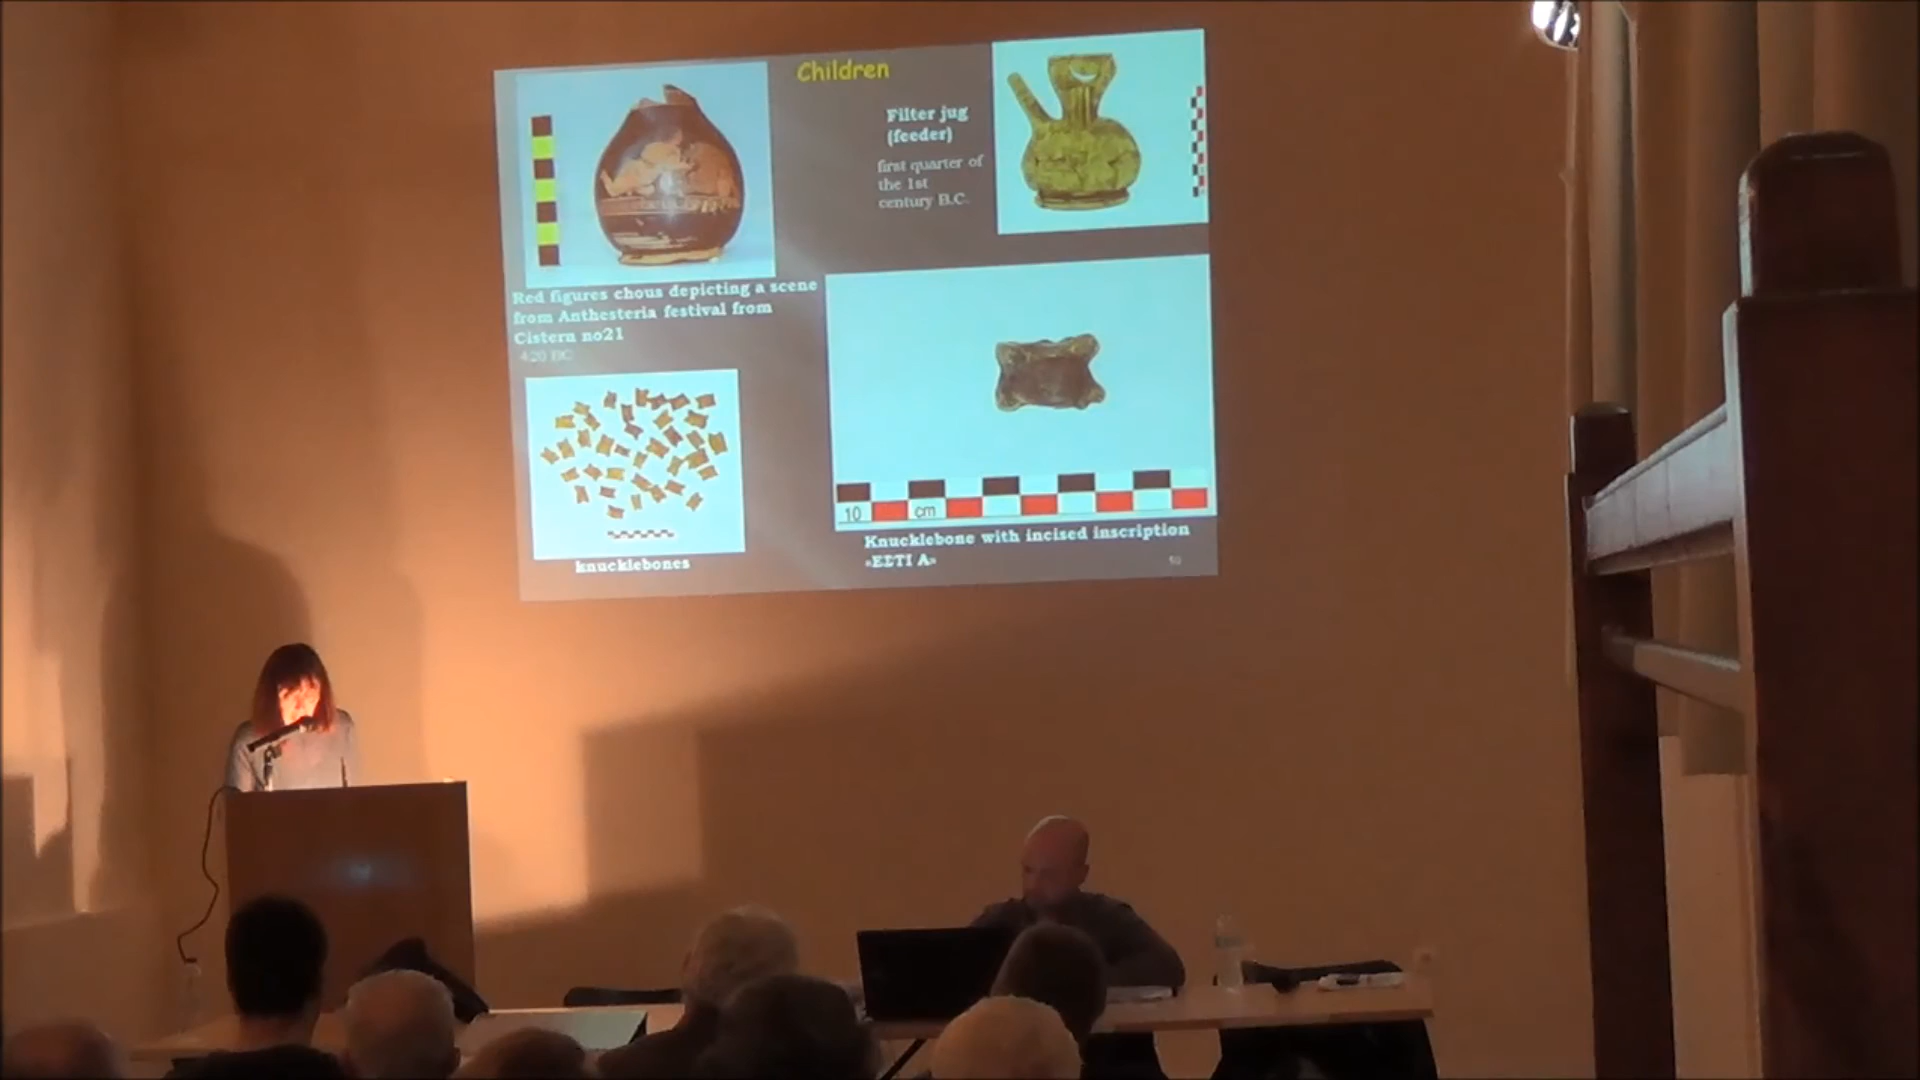 Children
Filter jug
(feeder)
first quarter of
the 1st
century B.C.
Red figures chous depicting a scene
from Anthesteria festival from
Cistern no21
420 BC
10 cm
knucklebones
Knucklebone with incised inscription
«ΕΣΤΙ Α»
50